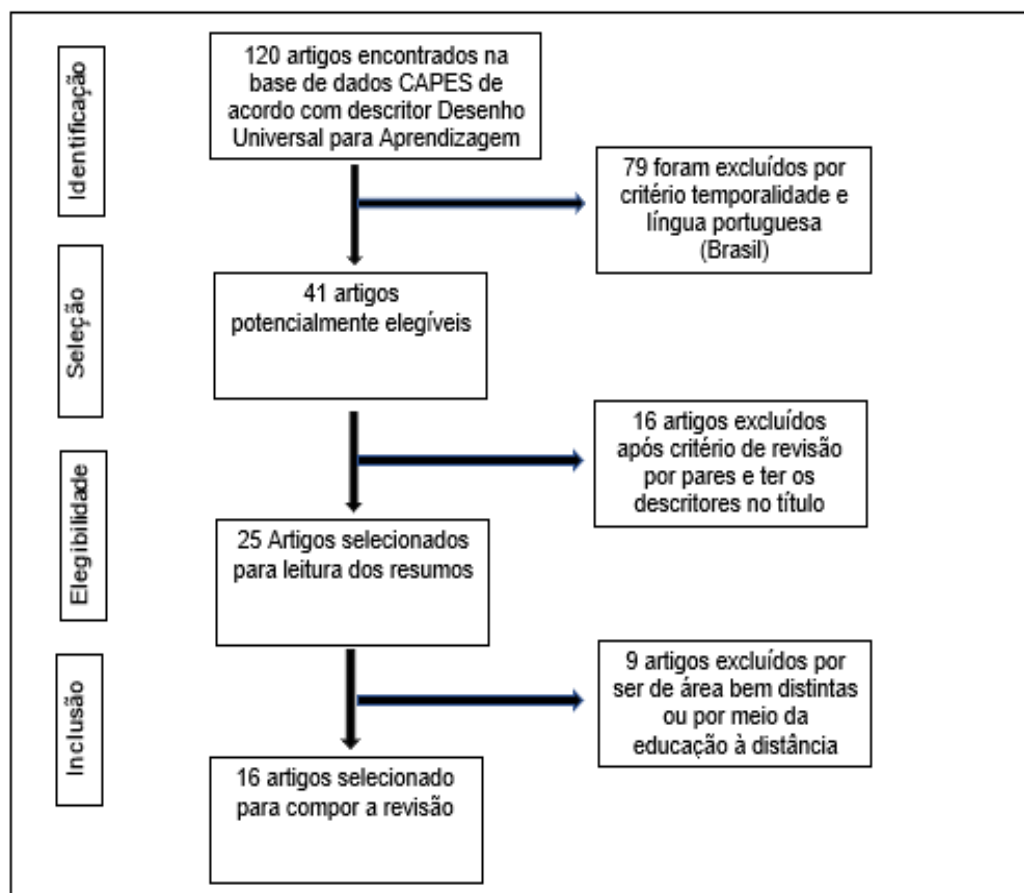 Identificação
120 artigos encontrados na
base de dados CAPES de
acordo com descritor Desenho
Universal para Aprendizagem
79 foram excluídos por
critério temporalidade e
língua portuguesa
(Brasil)
Seleção
41 artigos
potencialmente elegíveis
16 artigos excluídos
após critério de revisão
por pares e ter os
descritores no título
Elegibilidade
25 Artigos selecionados
para leitura dos resumos
9 artigos excluídos por
ser de área bem distintas
ou por meio da
educação à distância
Inclusão
16 artigos selecionado
para compor a revisão